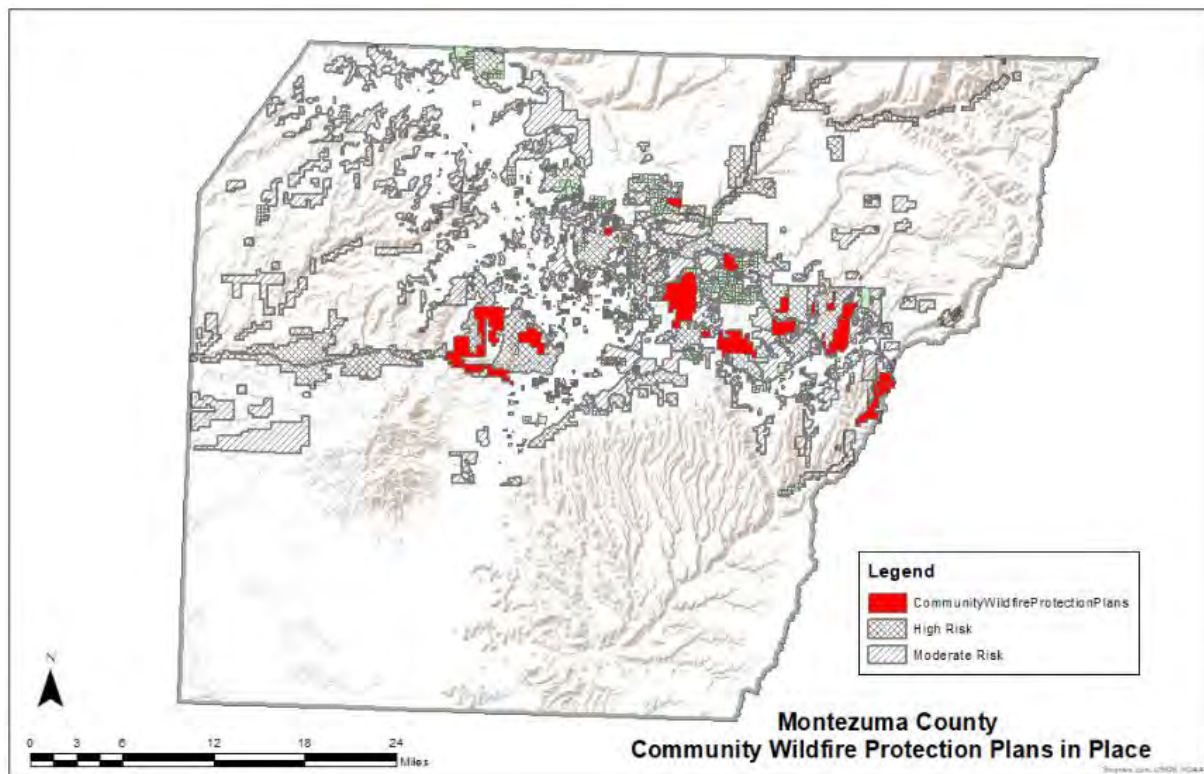 Legend
CommunityWildfireProtectionPlans
High Risk
Moderate Risk
N
0 3 6 12 18 24
Miles
Montezuma County
Community Wildfire Protection Plans in Place